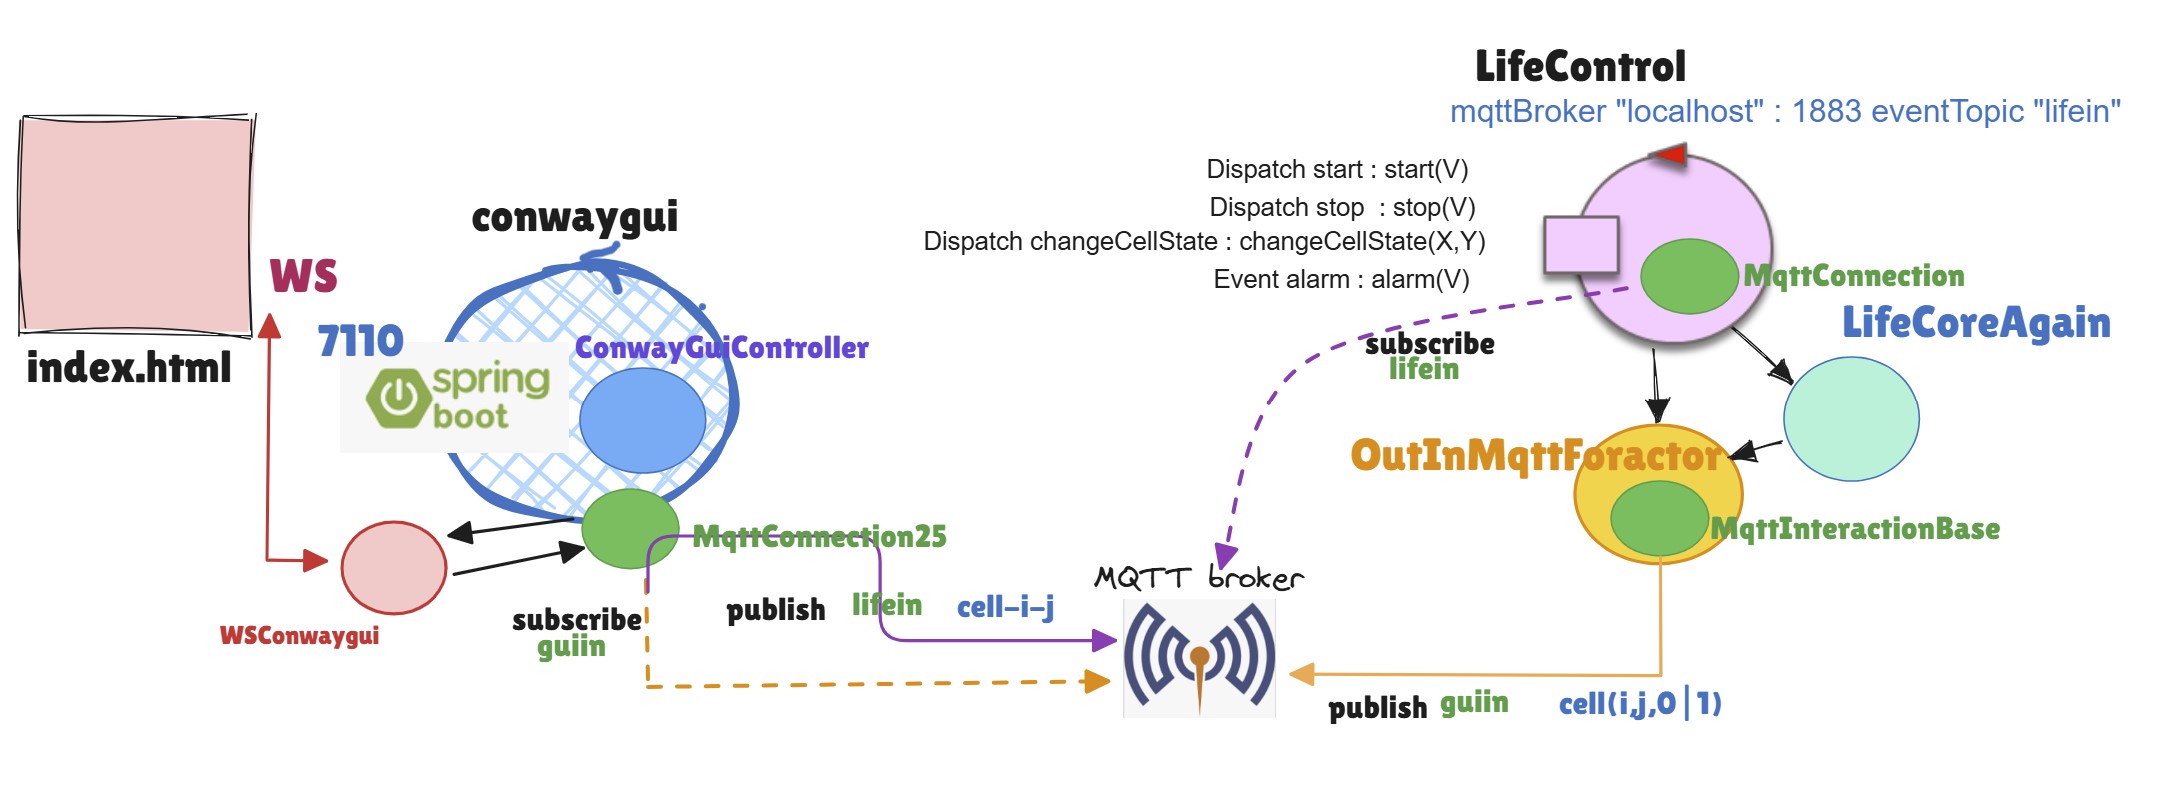 LifeControl
mqttBroker "localhost" : 1883 eventTopic "lifein"
Dispatch start : start(V)
Dispatch stop  : stop(V)
Dispatch changeCellState : changeCellState(X,Y)
Event alarm : alarm(V)
MqttConnection
LifeCoreAgain
subscribe
lifein
OutInMqttForactor
MqttInteractionBase
conwaygui
WS
7110
index.html
ConwayGuiController
spring
boot
MqttConnection25
WSConwaygui
subscribe
guiin
publish lifein cell-i-j
MQTT broker
publish guiin cell(i,j,0|1)